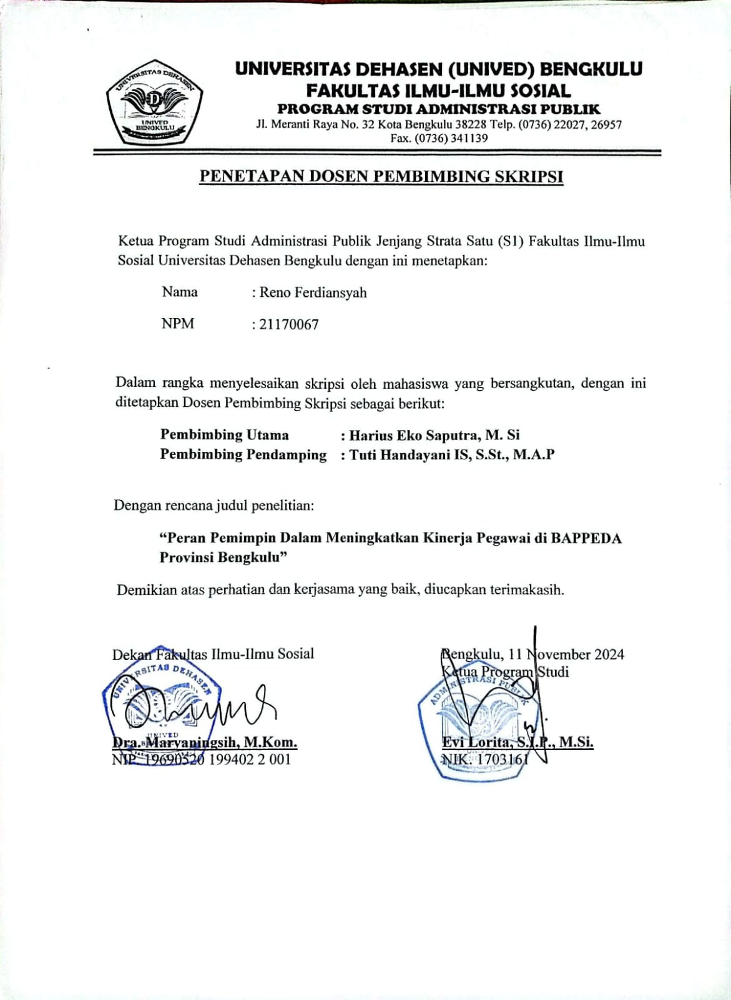 UNIVERSITAS DEHASEN
D
UNIVED
BENGKULU
UNIVERSITAS DEHASEN (UNIVED) BENGKULU
FAKULTAS ILMU-ILMU SOSIAL
PROGRAM STUDI ADMINISTRASI PUBLIK
Jl. Meranti Raya No. 32 Kota Bengkulu 38228 Telp. (0736) 22027, 26957
Fax. (0736) 341139
PENETAPAN DOSEN PEMBIMBING SKRIPSI
Ketua Program Studi Administrasi Publik Jenjang Strata Satu (S1) Fakultas Ilmu-Ilmu
Sosial Universitas Dehasen Bengkulu dengan ini menetapkan:
Nama : Reno Ferdiansyah
NPM : 21170067
Dalam rangka menyelesaikan skripsi oleh mahasiswa yang bersangkutan, dengan ini
ditetapkan Dosen Pembimbing Skripsi sebagai berikut:
Pembimbing Utama : Harius Eko Saputra, M. Si
Pembimbing Pendamping : Tuti Handayani IS, S.St., M.A.P
Dengan rencana judul penelitian:
“Peran Pemimpin Dalam Meningkatkan Kinerja Pegawai di BAPPEDA
Provinsi Bengkulu”
Demikian atas perhatian dan kerjasama yang baik, diucapkan terimakasih.
Dekan Fakultas Ilmu-Ilmu Sosial
UNIVERSITAS DEHASEN
UNIVED
Dra. Maryaningsih, M.Kom.
NIP. 19690520 199402 2 001
Bengkulu, 11 November 2024
Ketua Program Studi
ADMINISTRASI PUBLIK
Evi Lorita, S.I.P., M.Si.
NIK. 1703161